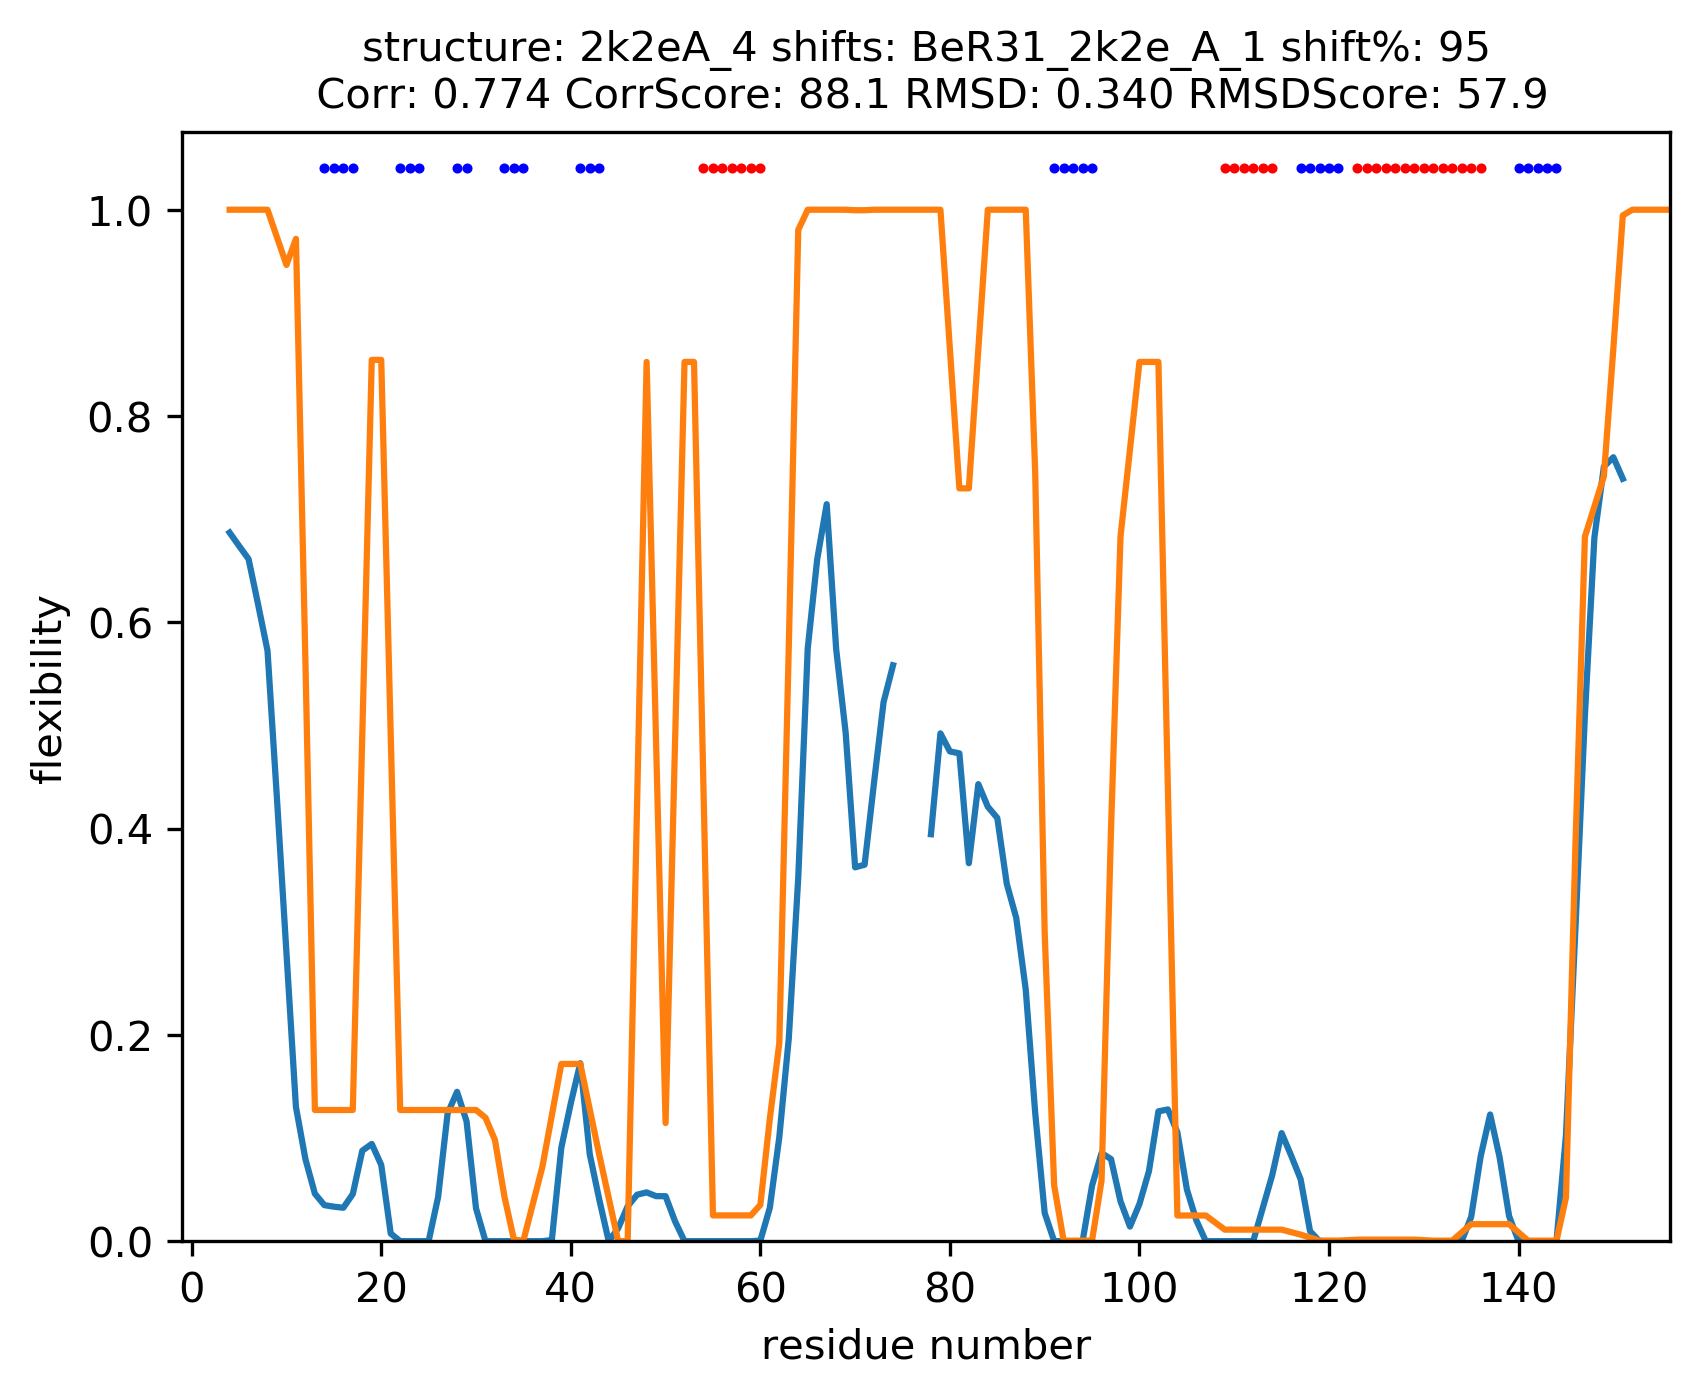 structure: 2k2eA_4 shifts: BeR31_2k2e_A_1 shift%: 95
Corr: 0.774 CorrScore: 88.1 RMSD: 0.340 RMSDScore: 57.9
1.0
0.8
0.6
0.4
0.2
0.0
flexibility
0 20 40 60 80 100 120 140
residue number